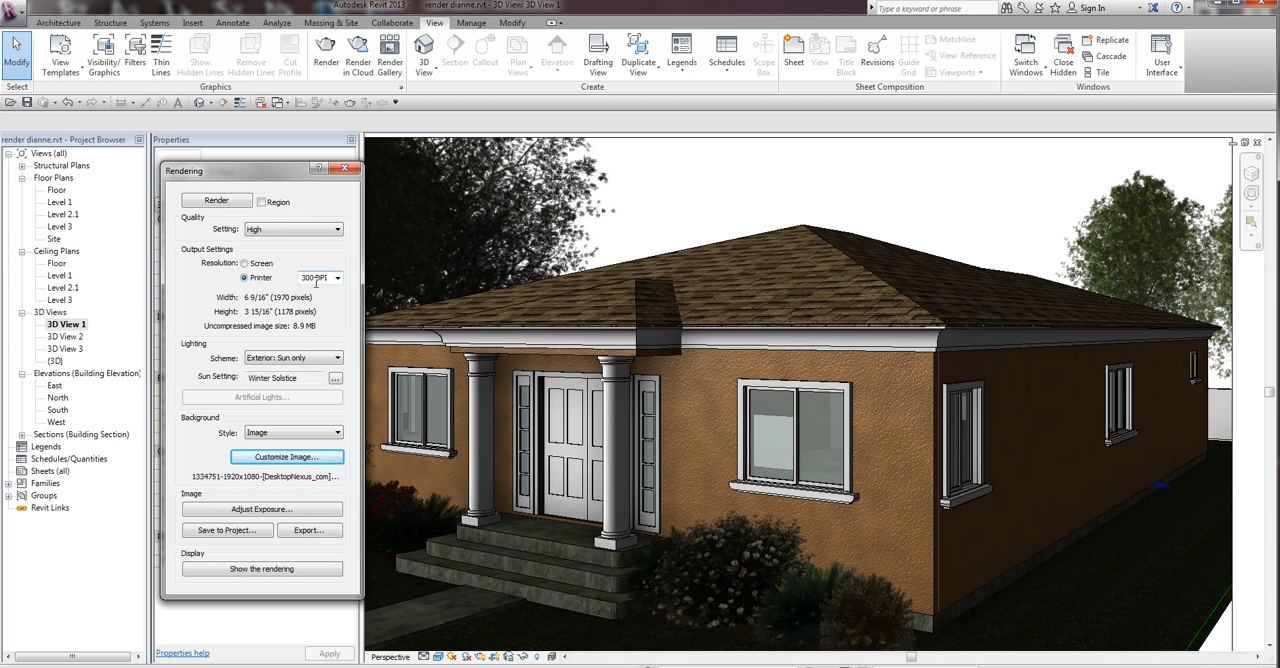 Autodesk Revit 2013 - render dianne.rvt - 3D View: 3D View 1
Type a keyword or phrase
Sign In
Architecture Structure Systems Insert Annotate Analyze Massing & Site Collaborate View Manage Modify
Modify
View Templates
Visibility/ Graphics
Filters
Thin Lines
Show Hidden Lines
Remove Hidden Lines
Cut Profile
Render
Render in Cloud
Render Gallery
3D View
Section
Callout
Plan Views
Elevation
Drafting View
Duplicate View
Legends
Schedules
Scope Box
Sheet
View
Title Block
Revisions
Guide Grid
Matchline
View Reference
Viewports
Switch Windows
Close Hidden
Replicate
Cascade
Tile
User Interface
Select
Graphics
Create
Sheet Composition
Windows
render dianne.rvt - Project Browser
Views (all)
Structural Plans
Floor Plans
Floor
Level 1
Level 2.1
Level 3
Site
Ceiling Plans
Floor
Level 1
Level 2.1
Level 3
3D Views
3D View 1
3D View 2
3D View 3
{3D}
Elevations (Building Elevation)
East
North
South
West
Sections (Building Section)
Legends
Schedules/Quantities
Sheets (all)
Families
Groups
Revit Links
Properties
Rendering
Render
Region
Quality
Setting: High
Output Settings
Resolution: Screen
Printer 300 DPI
Width: 6 9/16" (1970 pixels)
Height: 3 15/16" (1178 pixels)
Uncompressed image size: 8.9 MB
Lighting
Scheme: Exterior: Sun only
Sun Setting: Winter Solstice ...
Artificial Lights...
Background
Style: Image
Customize Image...
1334751-1920x1080-[DesktopNexus_com]...
Image
Adjust Exposure...
Save to Project... Export...
Display
Show the rendering
Properties help
Apply
Perspective